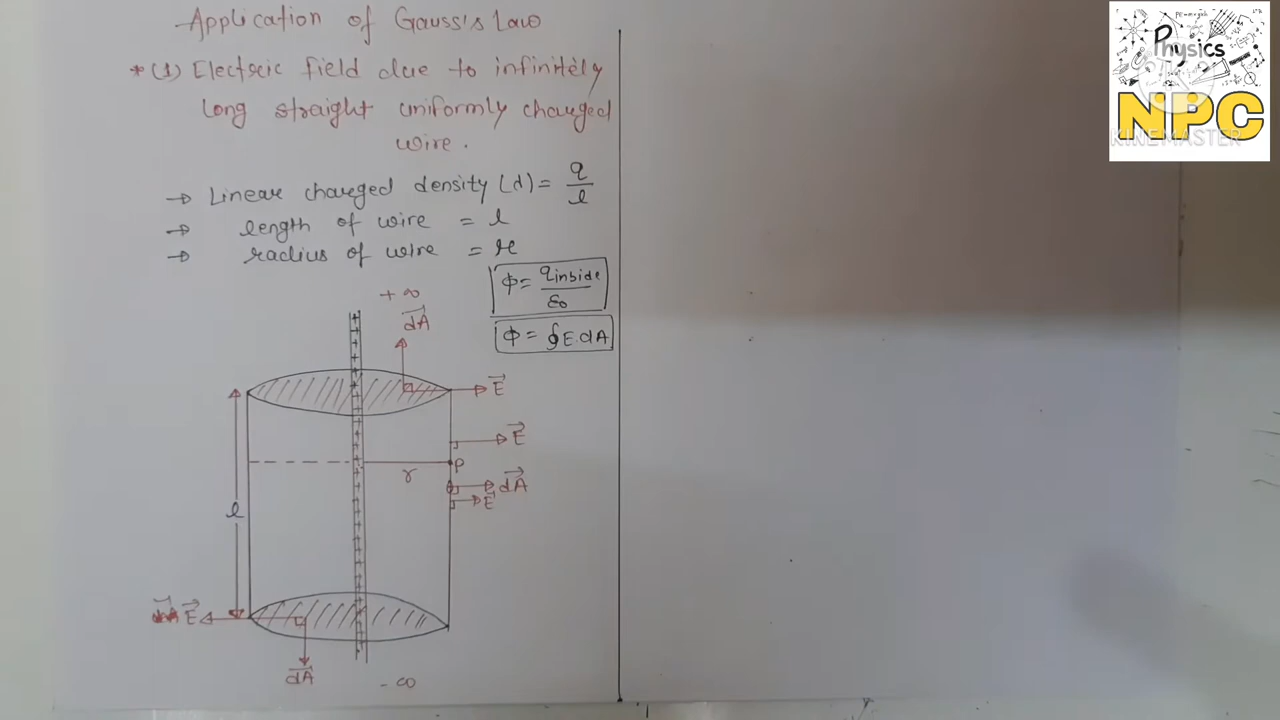 Application of Gauss's Law
* (1) Electric field due to infinitely
long straight uniformly charged
wire.
→ Linear charged density (d) = q/l
→ length of wire = l
→ radius of wire = r
ϕ = q inside / ε₀
ϕ = ∮E.dA
+ ∞
dA
E
E
P
r
dA
E
l
E
dA
- ∞
Physics
NPC
KINEMASTER